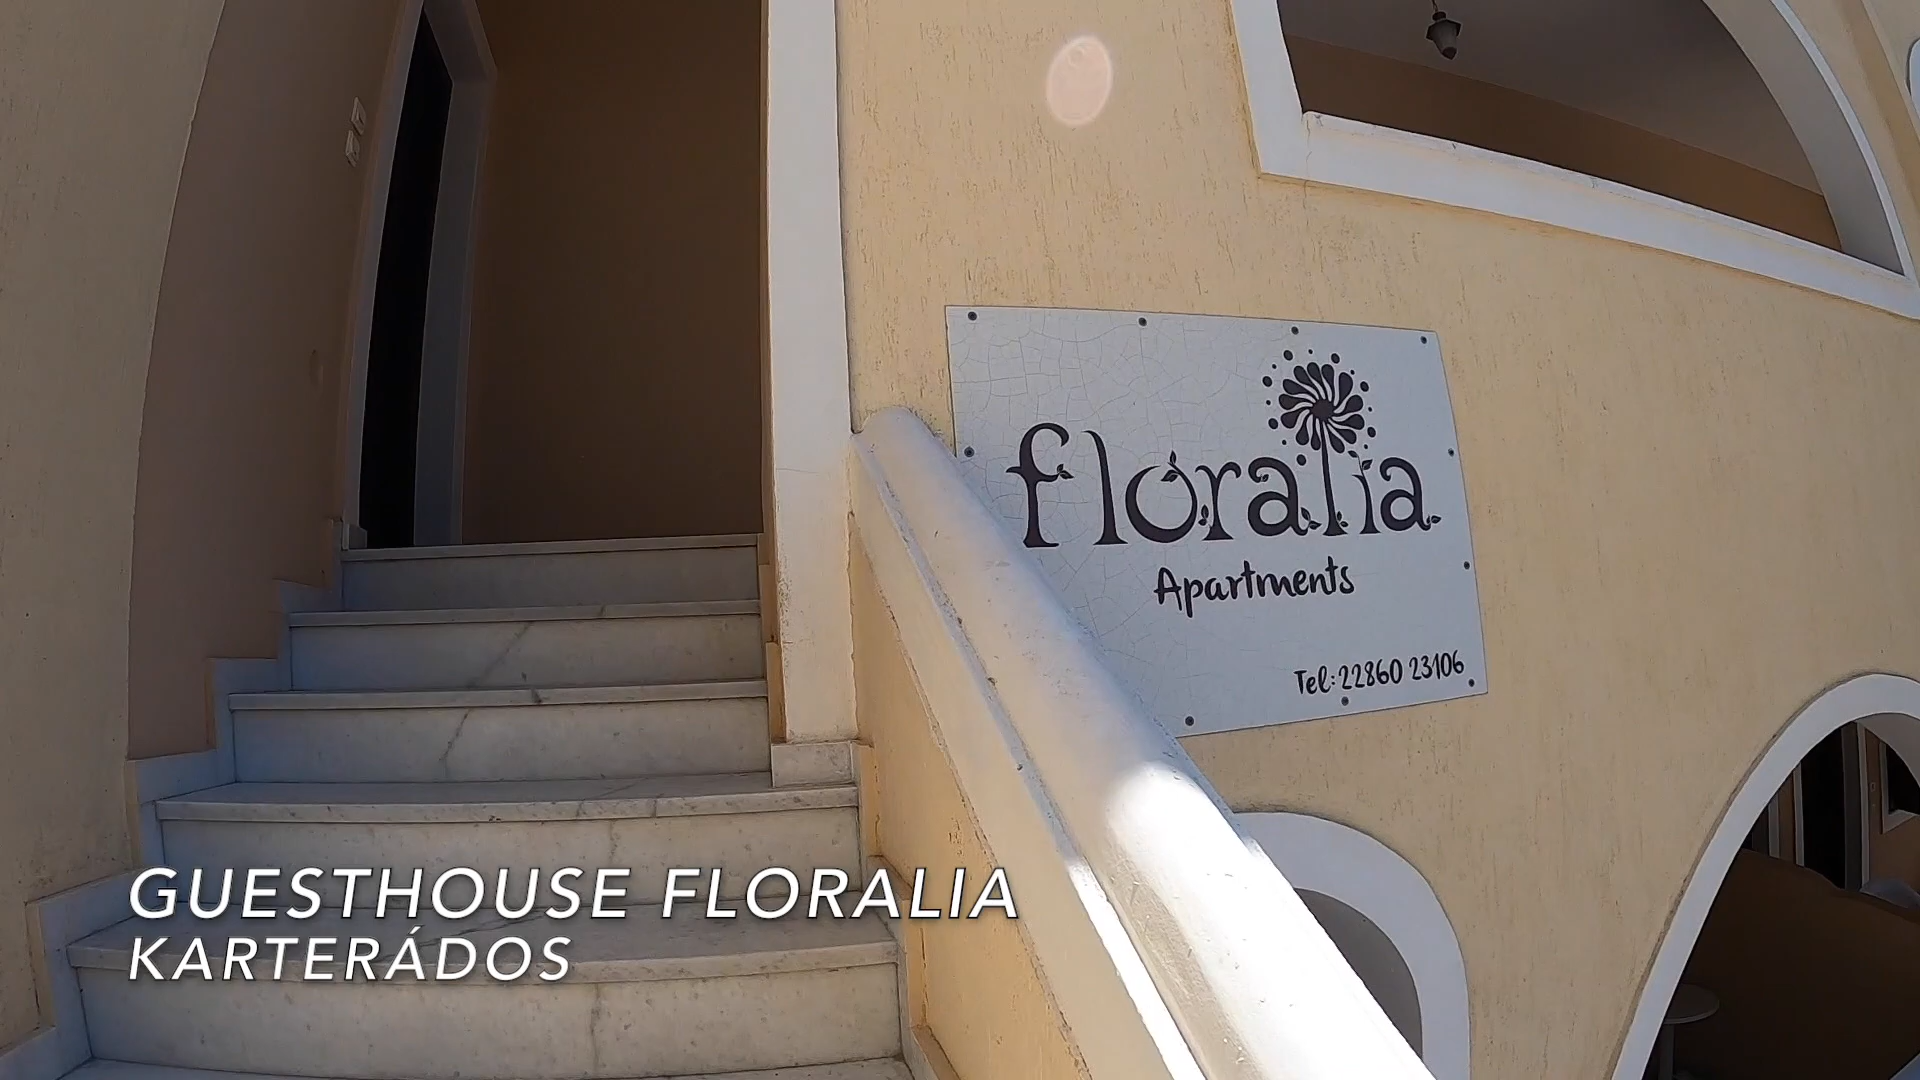 floralia
Apartments
Tel: 22860 23106
GUESTHOUSE FLORALIA
KARTERÁDOS